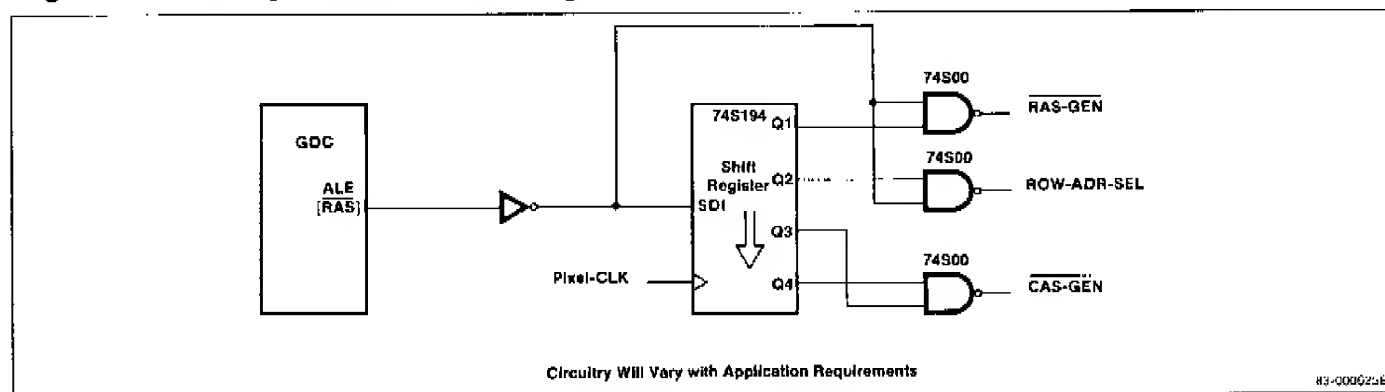 GDC
ALE
[RAS]
74S194
Q1
Shift
Register
Q2
SDI
Q3
Q4
Pixel-CLK
74S00
RAS-GEN
74S00
ROW-ADR-SEL
74S00
CAS-GEN
Circuitry Will Vary with Application Requirements